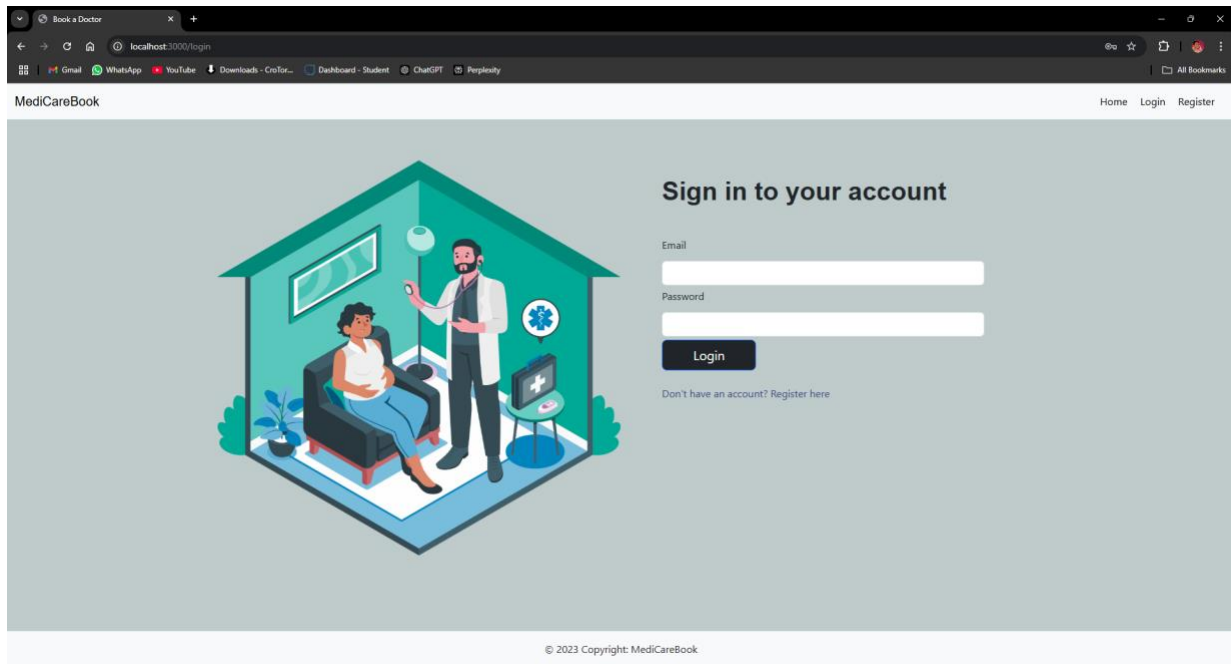 Book a Doctor
localhost:3000/login
Gmail WhatsApp YouTube Downloads - CroTor... Dashboard - Student ChatGPT Perplexity All Bookmarks
MediCareBook Home Login Register
Sign in to your account
Email
Password
Login
Don't have an account? Register here
© 2023 Copyright: MediCareBook